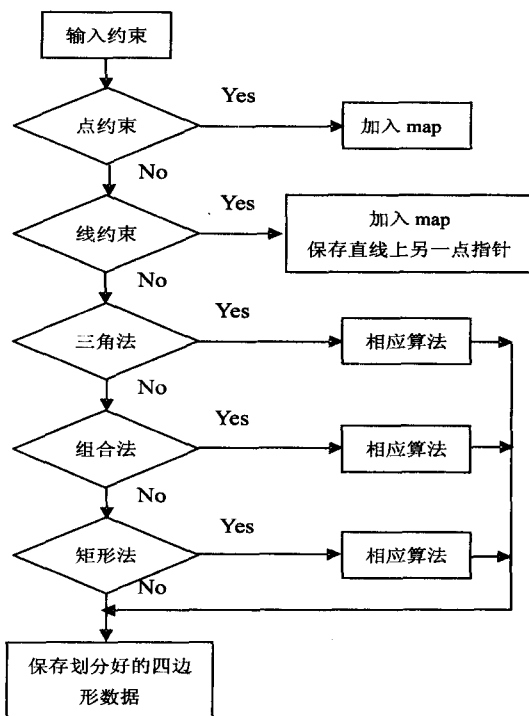 输入约束
Yes
点约束
加入 map
No
Yes
线约束
加入 map
保存直线上另一点指针
No
Yes
三角法
相应算法
No
Yes
组合法
相应算法
No
Yes
矩形法
相应算法
No
保存划分好的四边
形数据